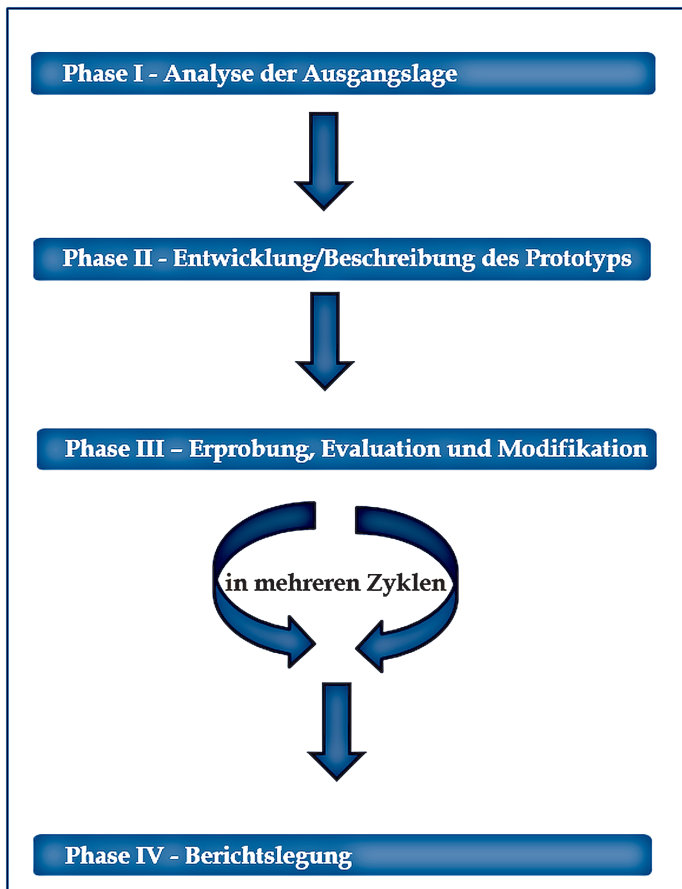 Phase I - Analyse der Ausgangslage
Phase II - Entwicklung/Beschreibung des Prototyps
Phase III – Erprobung, Evaluation und Modifikation
in mehreren Zyklen
Phase IV - Berichtslegung